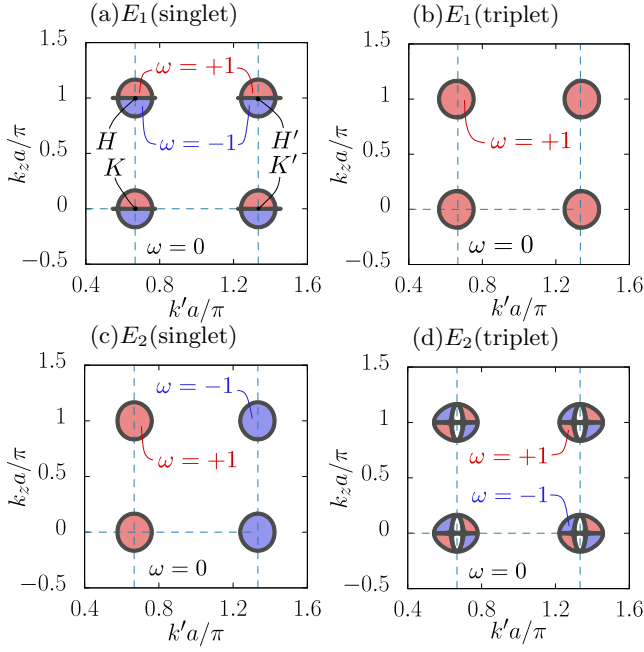 (a)E₁(singlet)
(b)E₁(triplet)
1.5
1
0.5
0
−0.5
k_z a/π
ω = +1
ω = −1
H
H′
K
K′
ω = 0
0.4 0.8 1.2 1.6
k′a/π
1.5
1
0.5
0
−0.5
k_z a/π
ω = +1
ω = 0
0.4 0.8 1.2 1.6
k′a/π
(c)E₂(singlet)
(d)E₂(triplet)
1.5
1
0.5
0
−0.5
k_z a/π
ω = −1
ω = +1
ω = 0
0.4 0.8 1.2 1.6
k′a/π
1.5
1
0.5
0
−0.5
k_z a/π
ω = +1
ω = −1
ω = 0
0.4 0.8 1.2 1.6
k′a/π